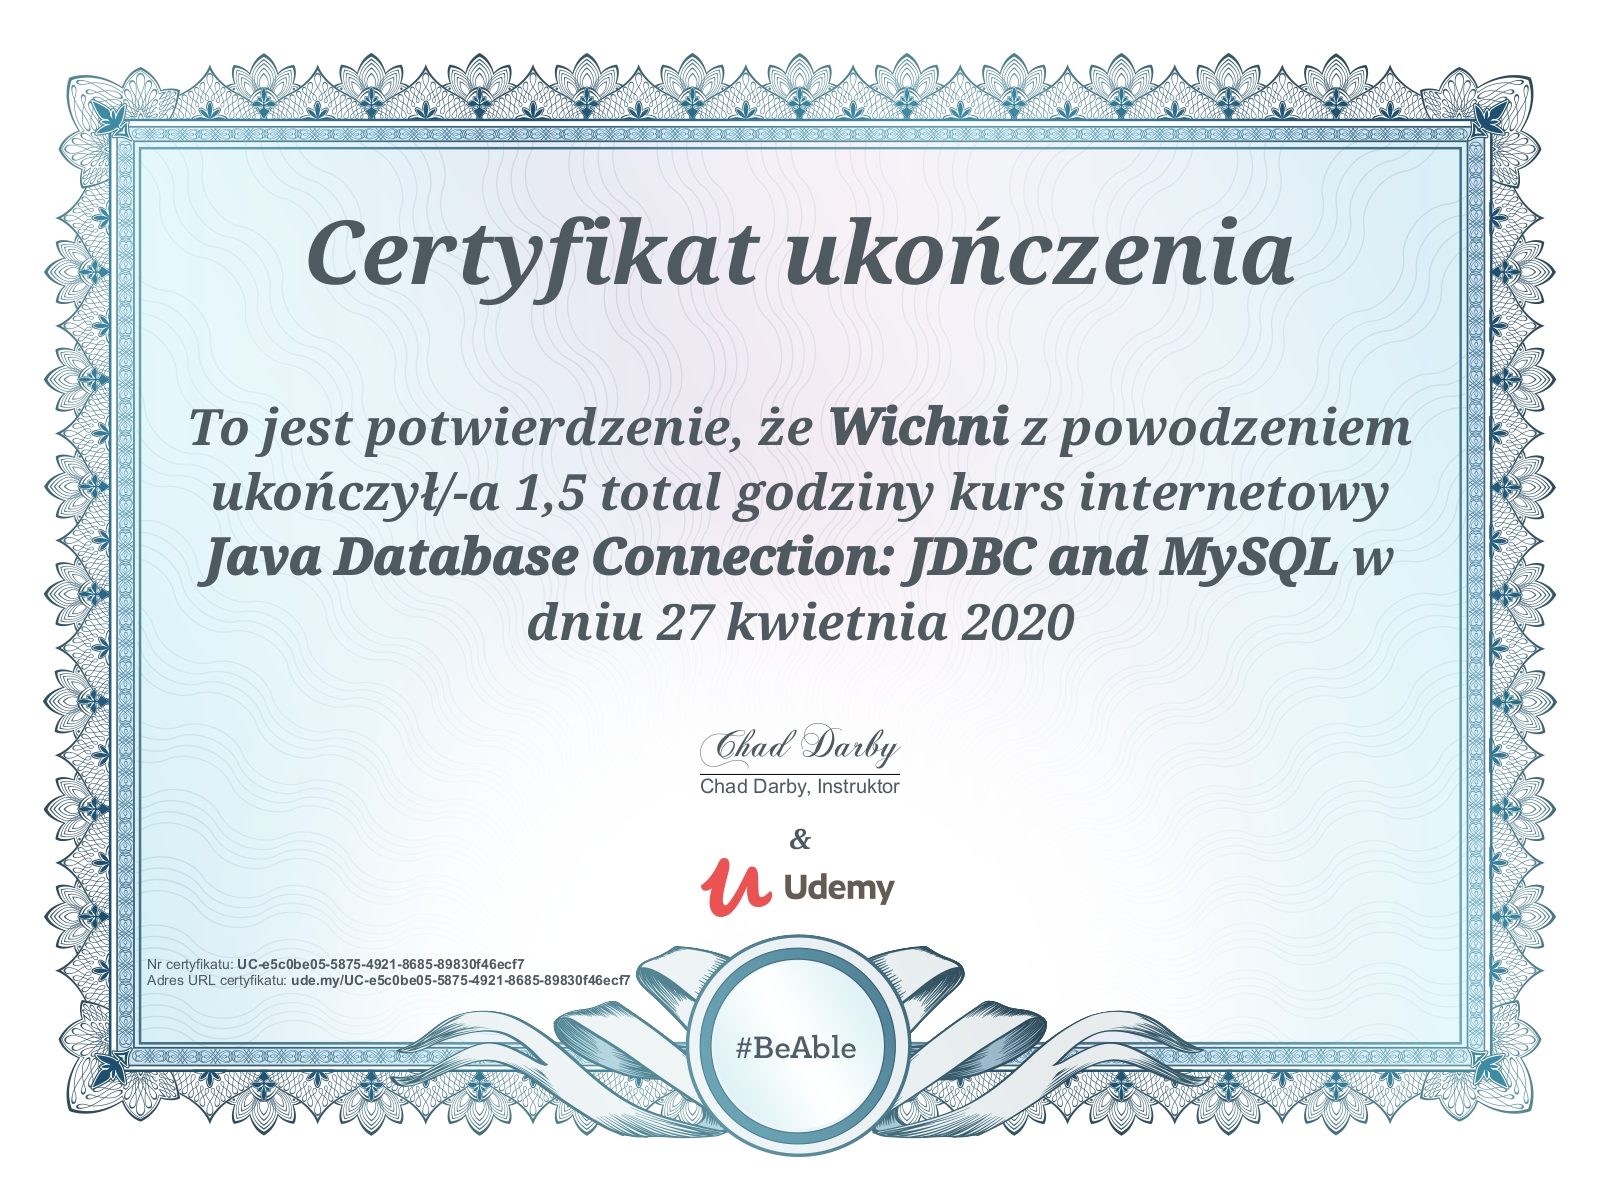 Certyfikat ukończenia
To jest potwierdzenie, że Wichni z powodzeniem
ukończył/-a 1,5 total godziny kurs internetowy
Java Database Connection: JDBC and MySQL w
dniu 27 kwietnia 2020
Chad Darby
Chad Darby, Instruktor
&
Udemy
Nr certyfikatu: UC-e5c0be05-5875-4921-8685-89830f46ecf7
Adres URL certyfikatu: ude.my/UC-e5c0be05-5875-4921-8685-89830f46ecf7
#BeAble